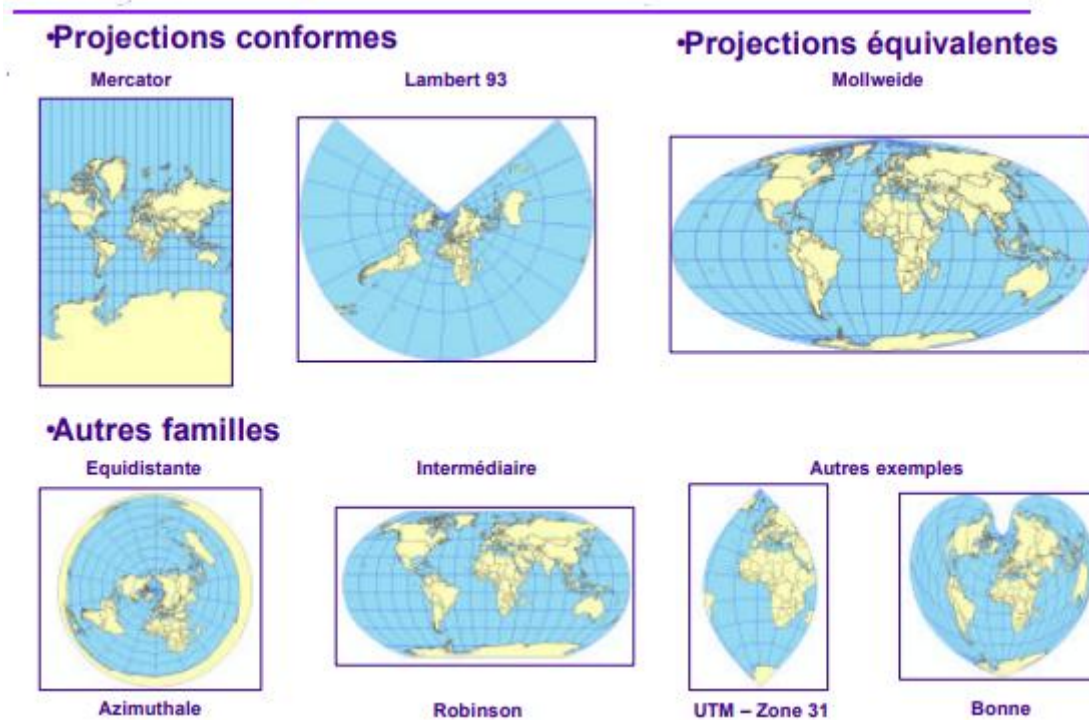 •Projections conformes
•Projections équivalentes
Mercator
Lambert 93
Mollweide
•Autres familles
Equidistante
Intermédiaire
Autres exemples
Azimuthale
Robinson
UTM – Zone 31
Bonne